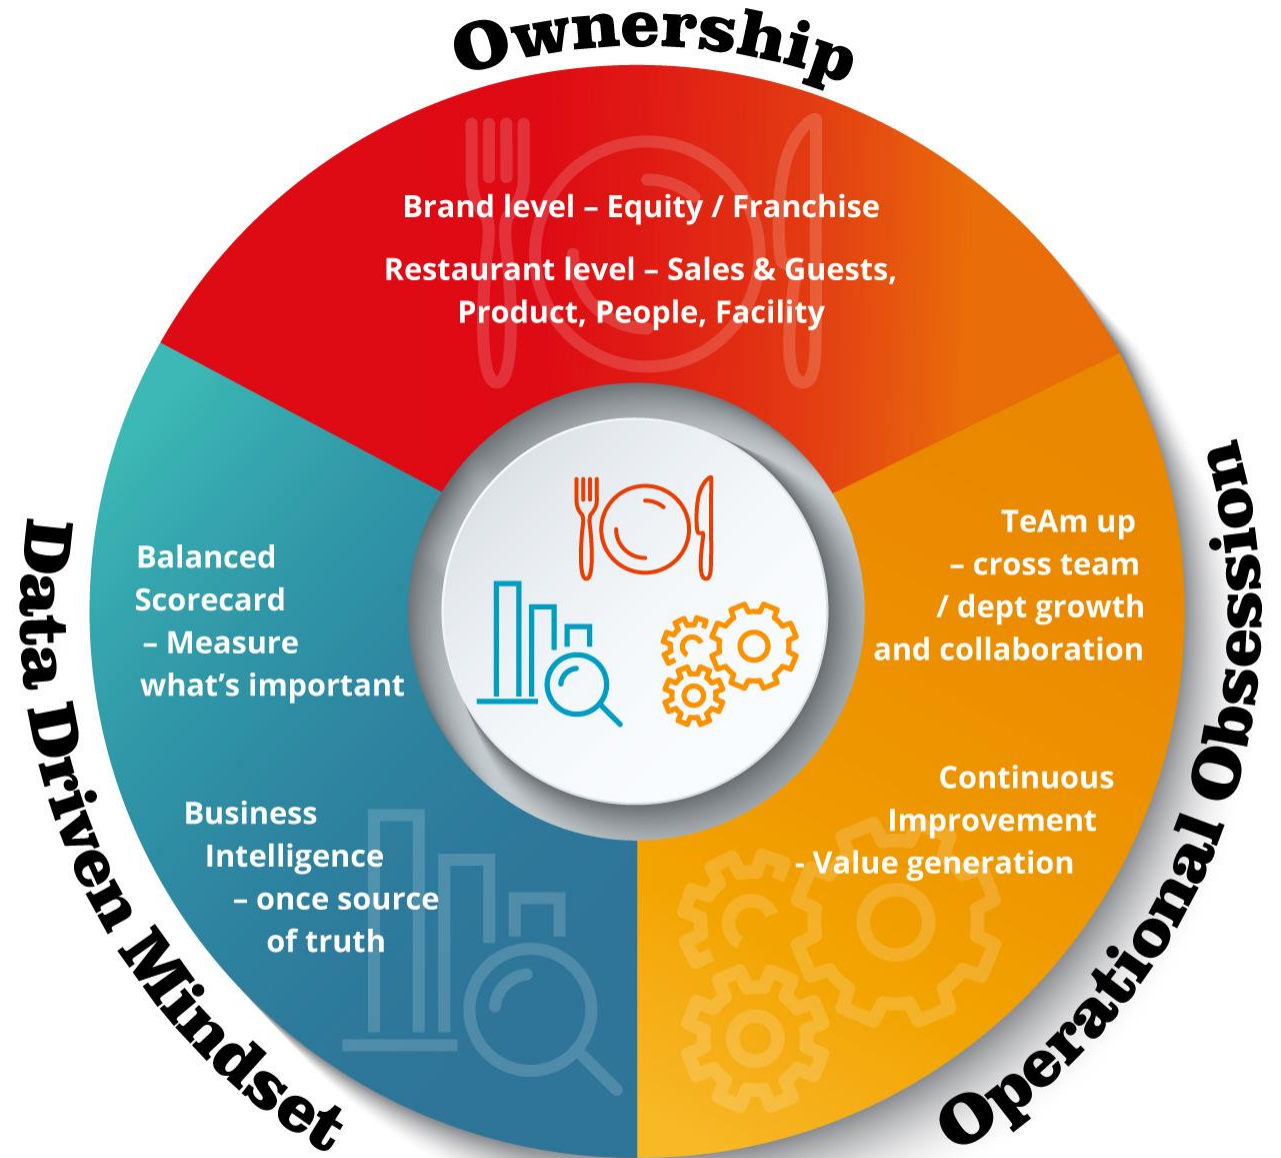 Ownership
Brand level – Equity / Franchise
Restaurant level – Sales & Guests,
Product, People, Facility
Operational Obsession
TeAm up
– cross team
/ dept growth
and collaboration
Continuous
Improvement
- Value generation
Data Driven Mindset
Balanced
Scorecard
– Measure
what’s important
Business
Intelligence
– once source
of truth